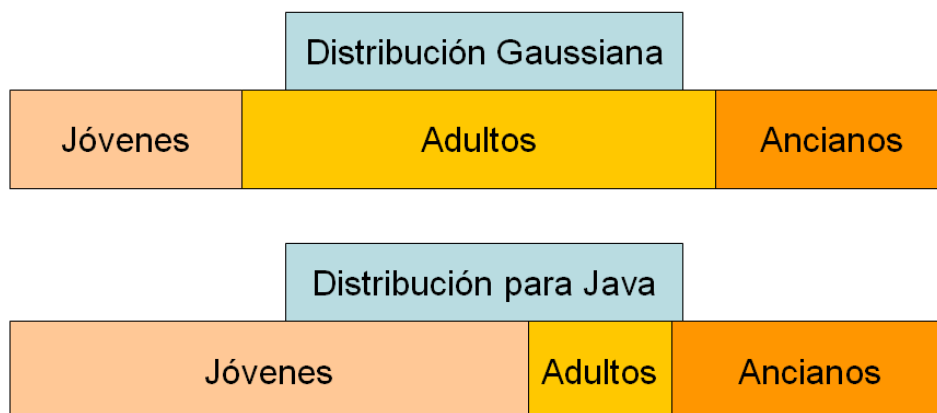 Distribución Gaussiana
Jóvenes Adultos Ancianos
Distribución para Java
Jóvenes Adultos Ancianos